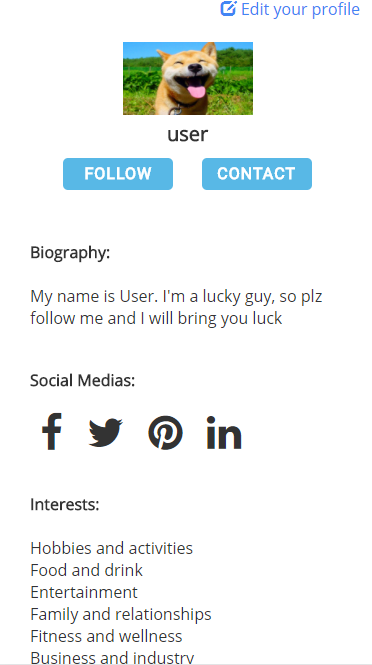 Edit your profile
user
FOLLOW CONTACT
Biography:
My name is User. I'm a lucky guy, so plz
follow me and I will bring you luck
Social Medias:
Interests:
Hobbies and activities
Food and drink
Entertainment
Family and relationships
Fitness and wellness
Business and industry